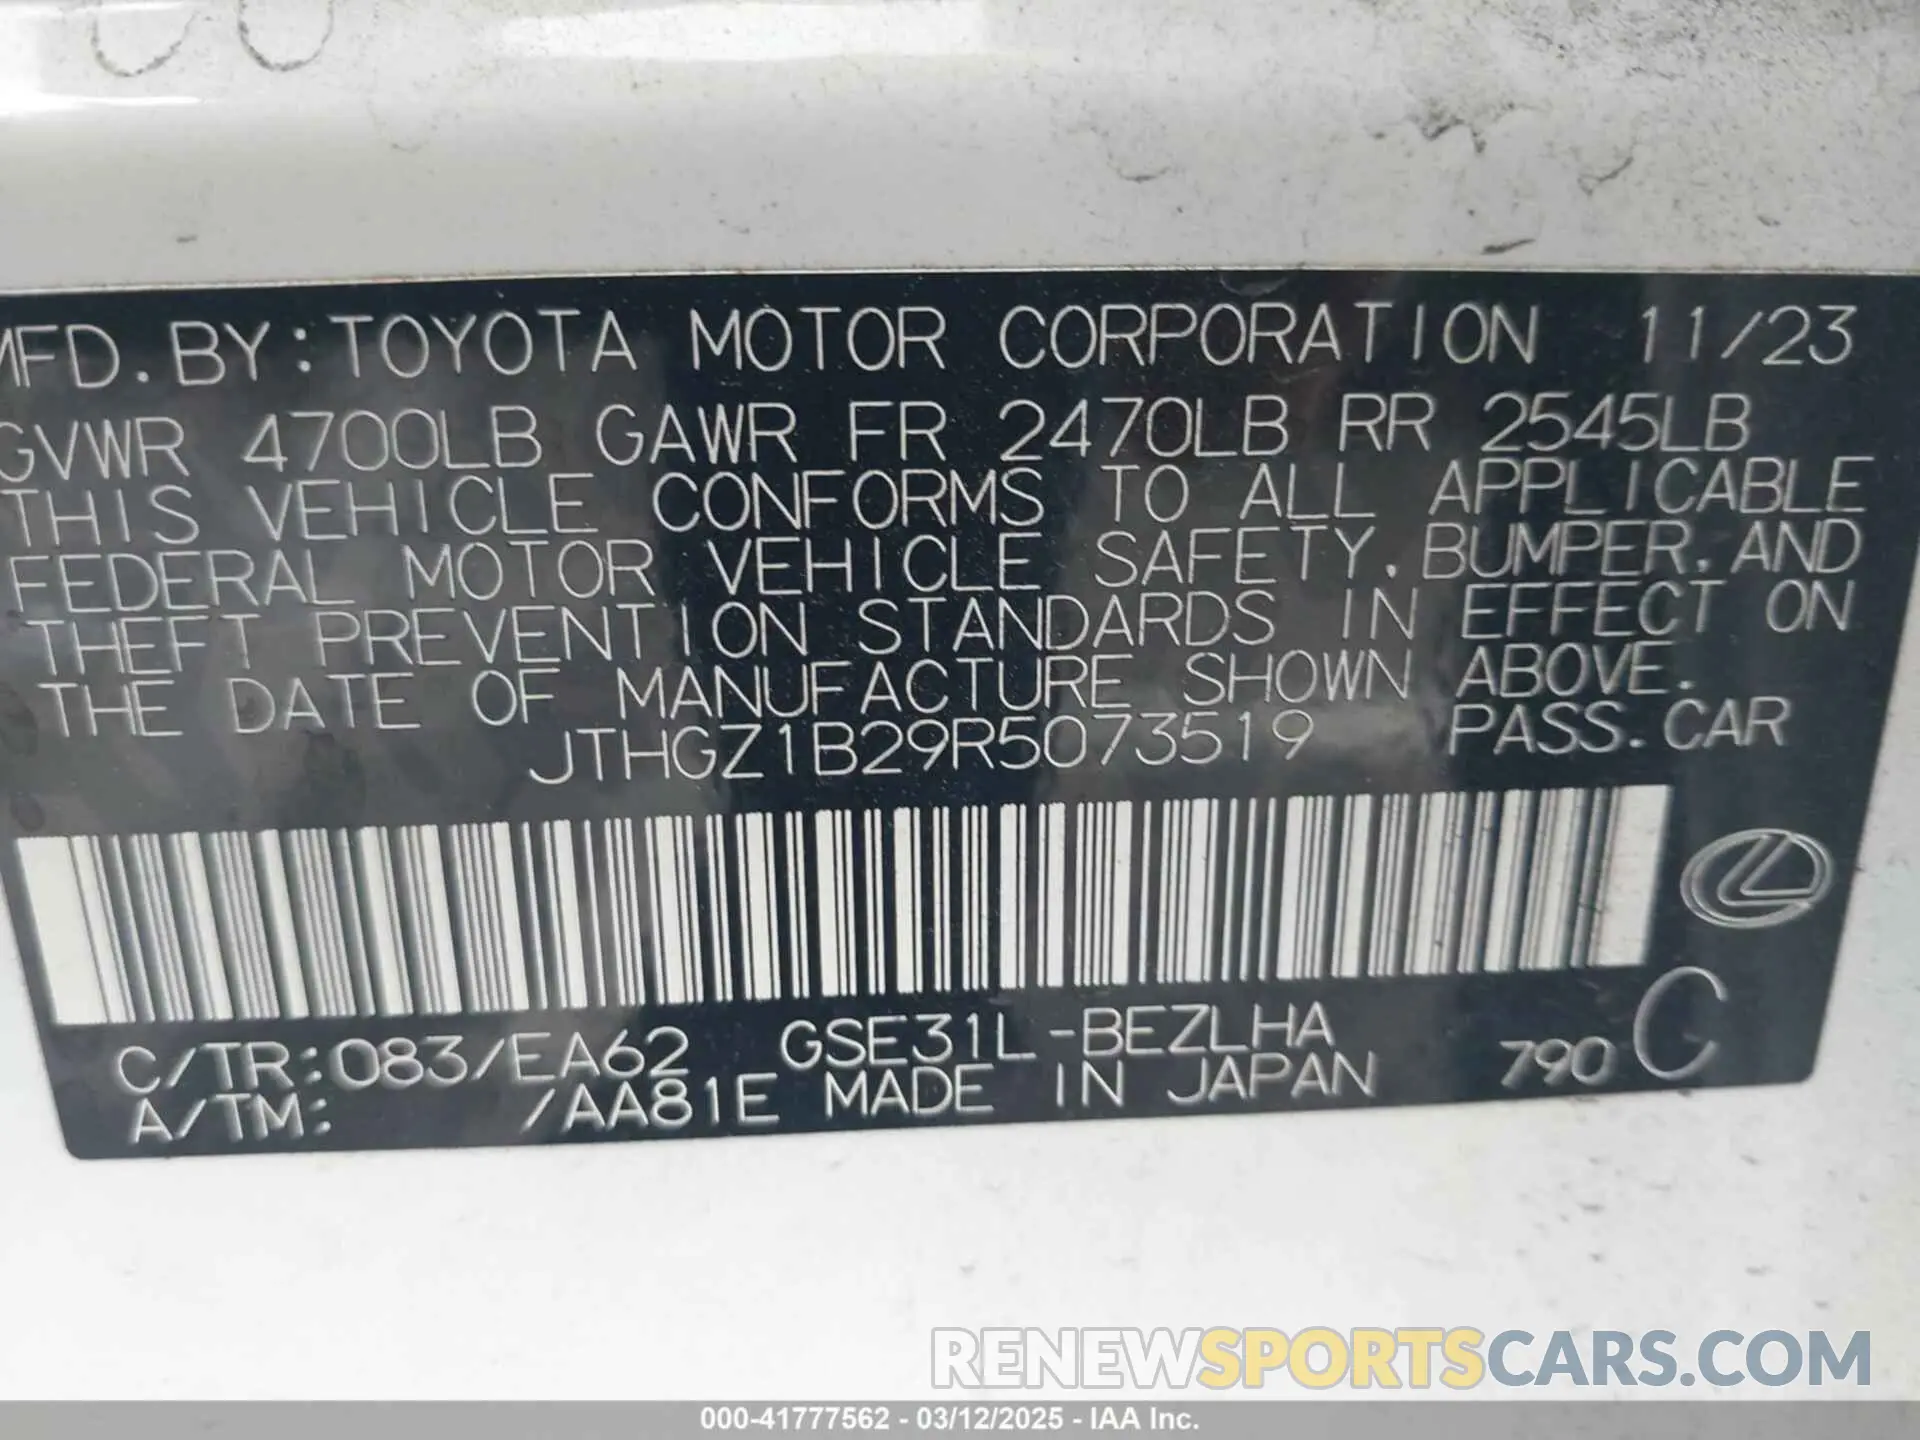 MFD. BY: TOYOTA MOTOR CORPORATION 11/23
GVWR 4700LB GAWR FR 2470LB RR 2545LB
THIS VEHICLE CONFORMS TO ALL APPLICABLE
FEDERAL MOTOR VEHICLE SAFETY, BUMPER, AND
THEFT PREVENTION STANDARDS IN EFFECT ON
THE DATE OF MANUFACTURE SHOWN ABOVE.
JTHGZ1B29R5073519 PASS. CAR
C/TR: 083/EA62 GSE31L-BEZLHA
A/TM: /AA81E MADE IN JAPAN 790 C
RENEWSPORTSCARS.COM
000-41777562 - 03/12/2025 - IAA Inc.